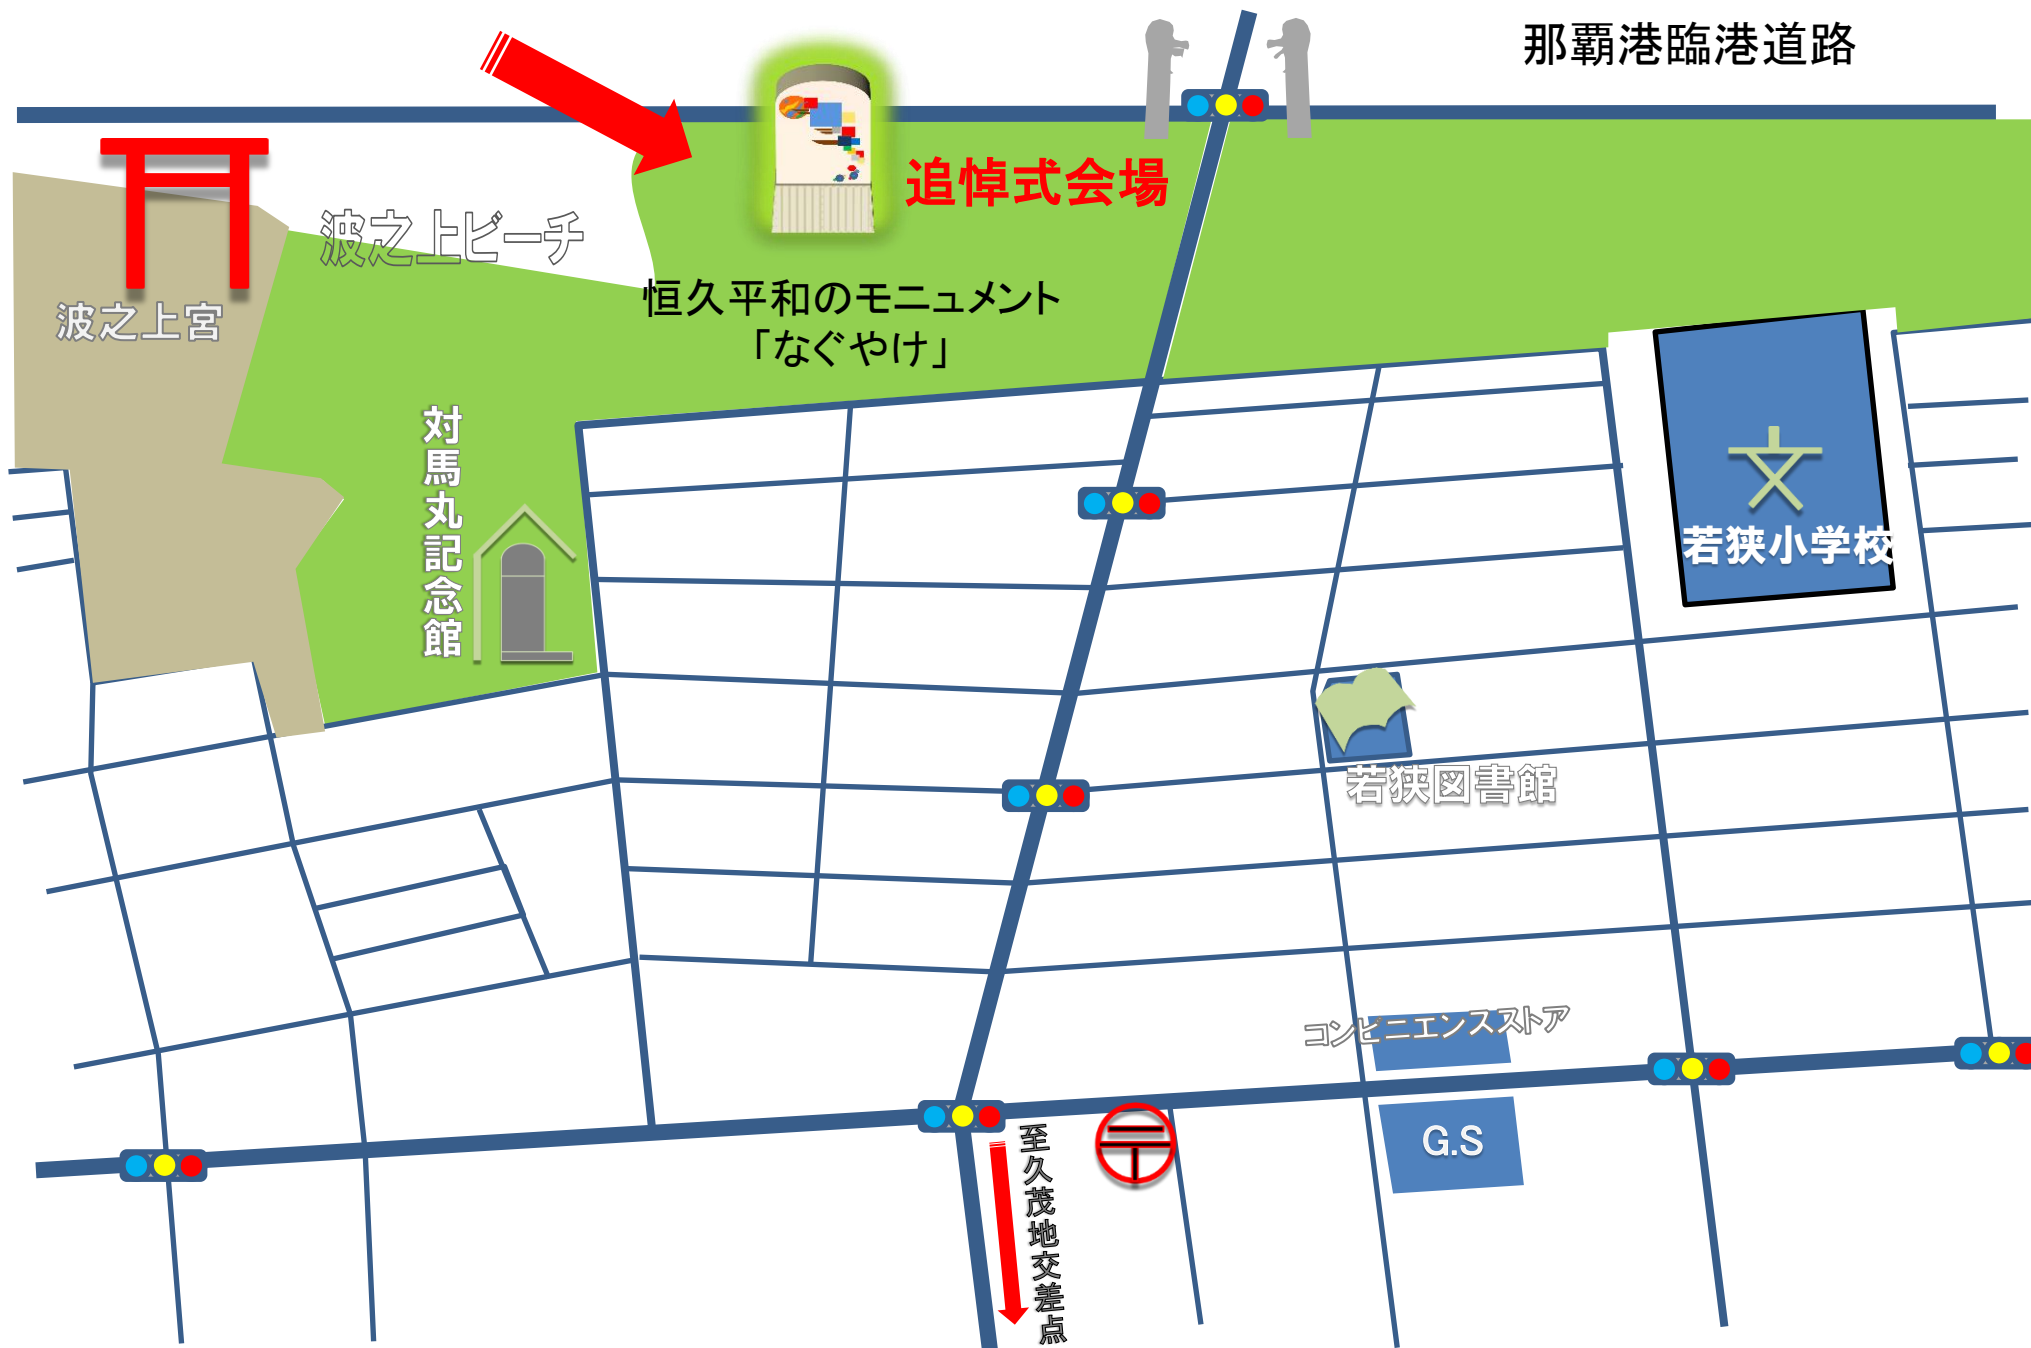 那覇港臨港道路
追悼式会場
波之上ビーチ
恒久平和のモニュメント
「なぐやけ」
波之上宮
対馬丸記念館
文
若狭小学校
若狭図書館
コンビニエンスストア
G.S
至久茂地交差点